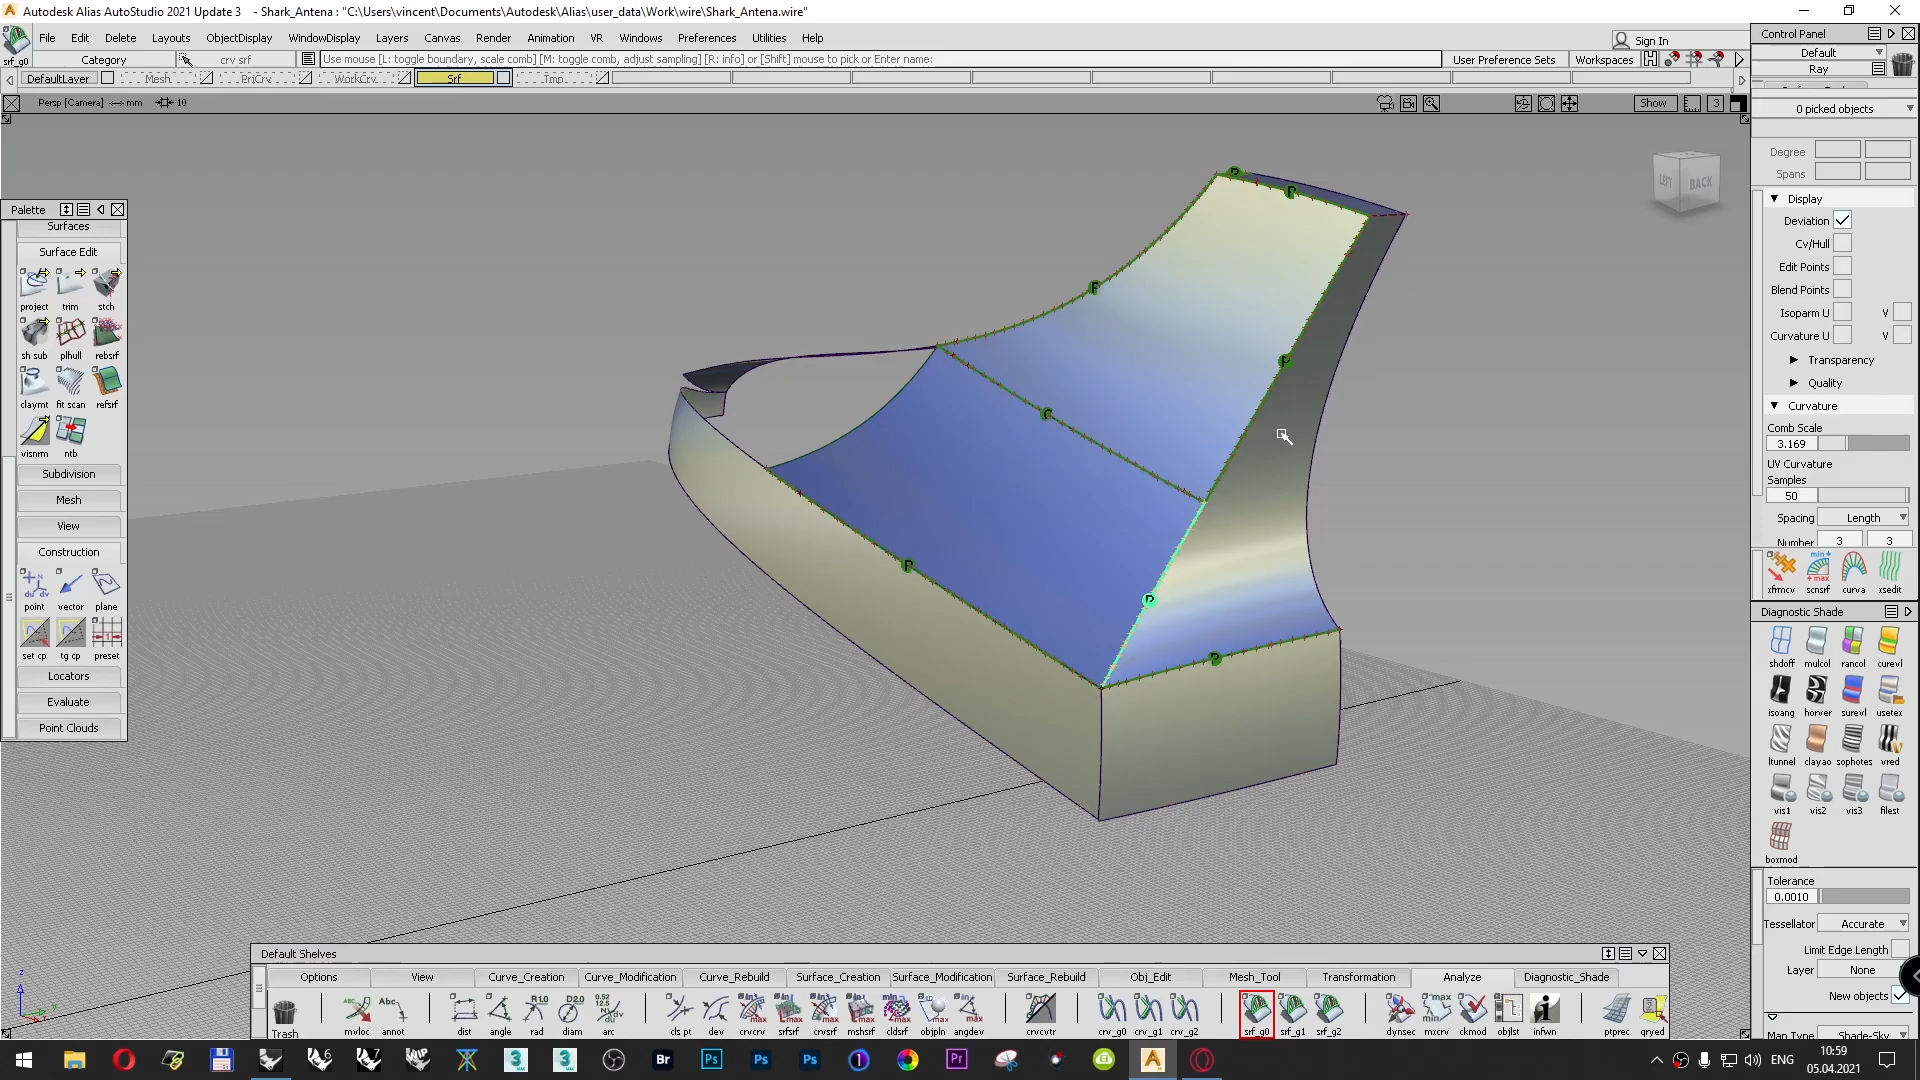 Autodesk Alias AutoStudio 2021 Update 3 - Shark_Antena : "C:\Users\vincent\Documents\Autodesk\Alias\user_data\Work\wire\Shark_Antena.wire"
File Edit Delete Layouts ObjectDisplay WindowDisplay Layers Canvas Render Animation VR Windows Preferences Utilities Help
Sign In
srf_g0 Category crv srf Use mouse [L: toggle boundary, scale comb] [M: toggle comb, adjust sampling] [R: info] or [Shift] mouse to pick or Enter name: User Preference Sets Workspaces
DefaultLayer Mesh PrjCrv WorkCrv Srf Tmp
Persp [Camera] <-> mm 10 Show 3
LEFT BACK
Palette
Surfaces
Surface Edit
project trim stch
sh sub plhull rebsrf
claymt fit scan refsrf
visnrm ntb
Subdivision
Mesh
View
Construction
point vector plane
set cp tg cp preset
Locators
Evaluate
Point Clouds
Control Panel
Default
Ray
0 picked objects
Degree
Spans
Display
Deviation
Cv/Hull
Edit Points
Blend Points
Isoparm U V
Curvature U V
Transparency
Quality
Curvature
Comb Scale
3.169
UV Curvature
Samples
50
Spacing Length
Number 3 3
xfrmcv scnsrf curva xsedit
Diagnostic Shade
shdoff mulcol rancol curevl
isoang horver surevl usetex
ltunnel clayao sophotes vred
vis1 vis2 vis3 filest
boxmod
Tolerance
0.0010
Tessellator Accurate
Limit Edge Length
Layer None
New objects
Map Type Shade-Sky
Default Shelves
Options View Curve_Creation Curve_Modification Curve_Rebuild Surface_Creation Surface_Modification Surface_Rebuild Obj_Edit Mesh_Tool Transformation Analyze Diagnostic_Shade
Trash mvloc annot dist angle rad diam arc cls pt dev crvcrv srfsrf crvsrf mshsrf cldsrf objpln angdev crvcvtr crv_g0 crv_g1 crv_g2 srf_g0 srf_g1 srf_g2 dynsec mxcrv ckmod objlst infwn ptprec qryed
ENG
10:59
05.04.2021